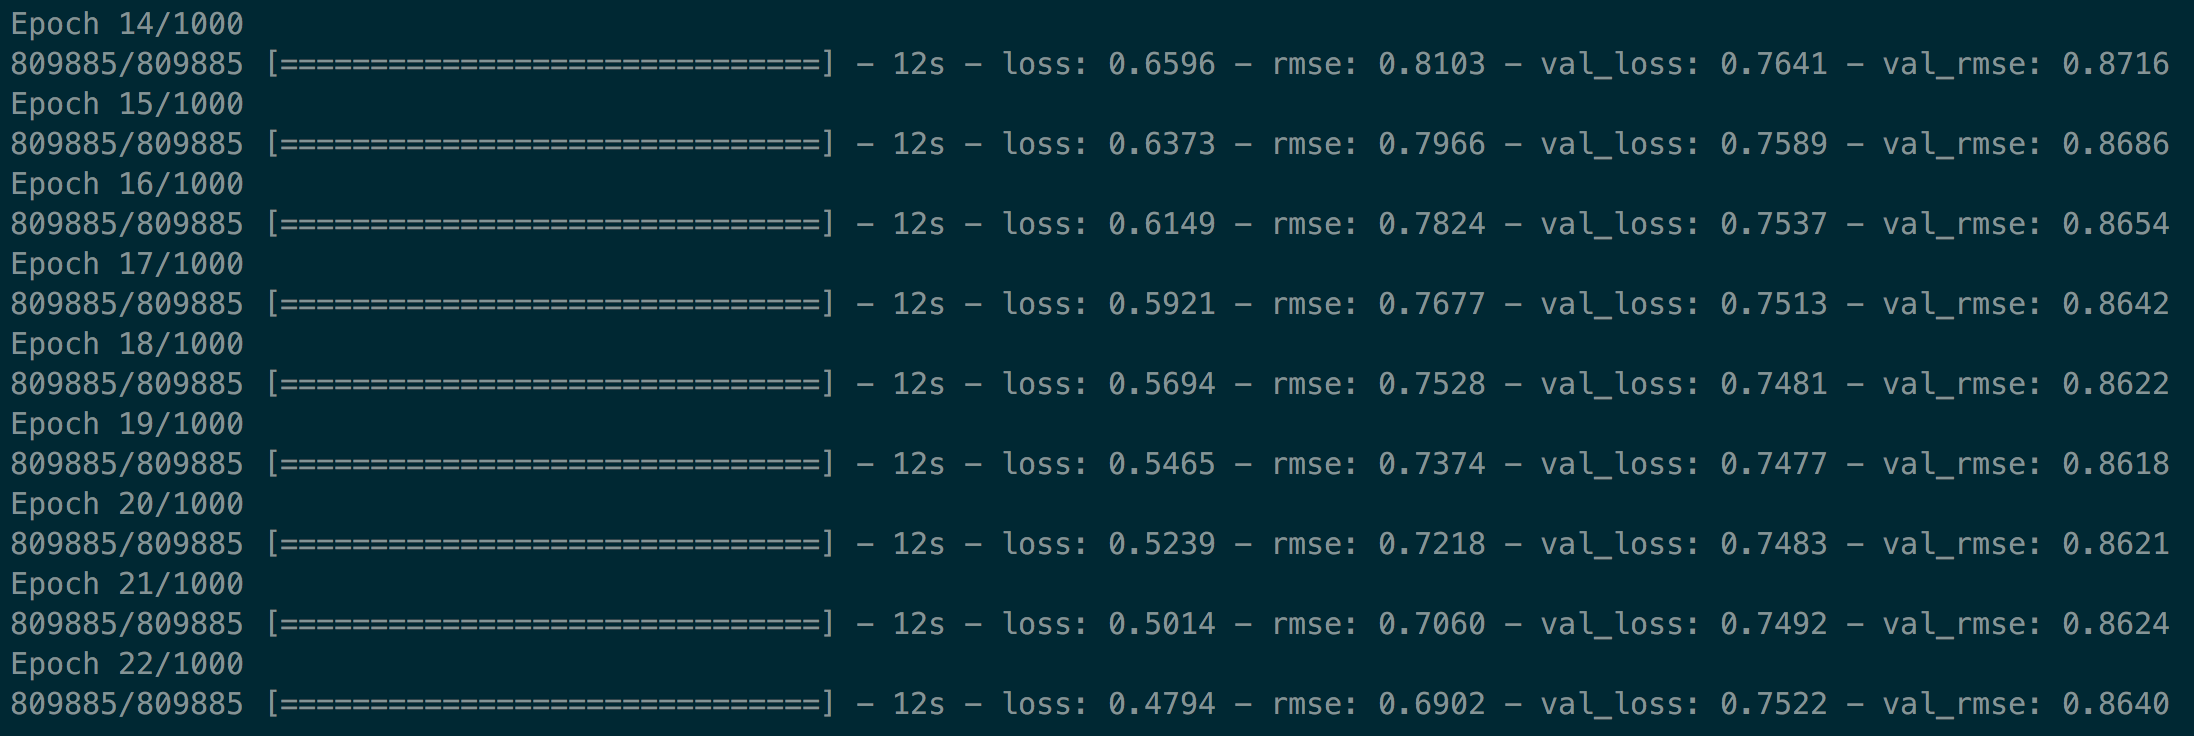 Epoch 14/1000
809885/809885 [==============================] - 12s - loss: 0.6596 - rmse: 0.8103 - val_loss: 0.7641 - val_rmse: 0.8716
Epoch 15/1000
809885/809885 [==============================] - 12s - loss: 0.6373 - rmse: 0.7966 - val_loss: 0.7589 - val_rmse: 0.8686
Epoch 16/1000
809885/809885 [==============================] - 12s - loss: 0.6149 - rmse: 0.7824 - val_loss: 0.7537 - val_rmse: 0.8654
Epoch 17/1000
809885/809885 [==============================] - 12s - loss: 0.5921 - rmse: 0.7677 - val_loss: 0.7513 - val_rmse: 0.8642
Epoch 18/1000
809885/809885 [==============================] - 12s - loss: 0.5694 - rmse: 0.7528 - val_loss: 0.7481 - val_rmse: 0.8622
Epoch 19/1000
809885/809885 [==============================] - 12s - loss: 0.5465 - rmse: 0.7374 - val_loss: 0.7477 - val_rmse: 0.8618
Epoch 20/1000
809885/809885 [==============================] - 12s - loss: 0.5239 - rmse: 0.7218 - val_loss: 0.7483 - val_rmse: 0.8621
Epoch 21/1000
809885/809885 [==============================] - 12s - loss: 0.5014 - rmse: 0.7060 - val_loss: 0.7492 - val_rmse: 0.8624
Epoch 22/1000
809885/809885 [==============================] - 12s - loss: 0.4794 - rmse: 0.6902 - val_loss: 0.7522 - val_rmse: 0.8640